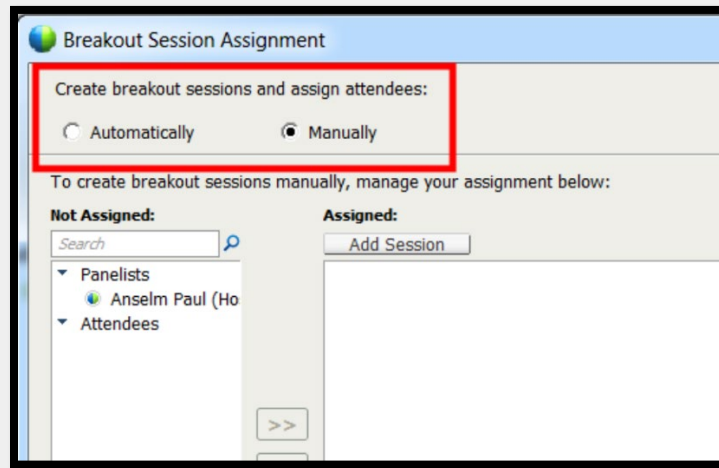 Breakout Session Assignment
Create breakout sessions and assign attendees:
Automatically Manually
To create breakout sessions manually, manage your assignment below:
Not Assigned: Assigned:
Search Add Session
Panelists
Anselm Paul (Ho
Attendees
>>